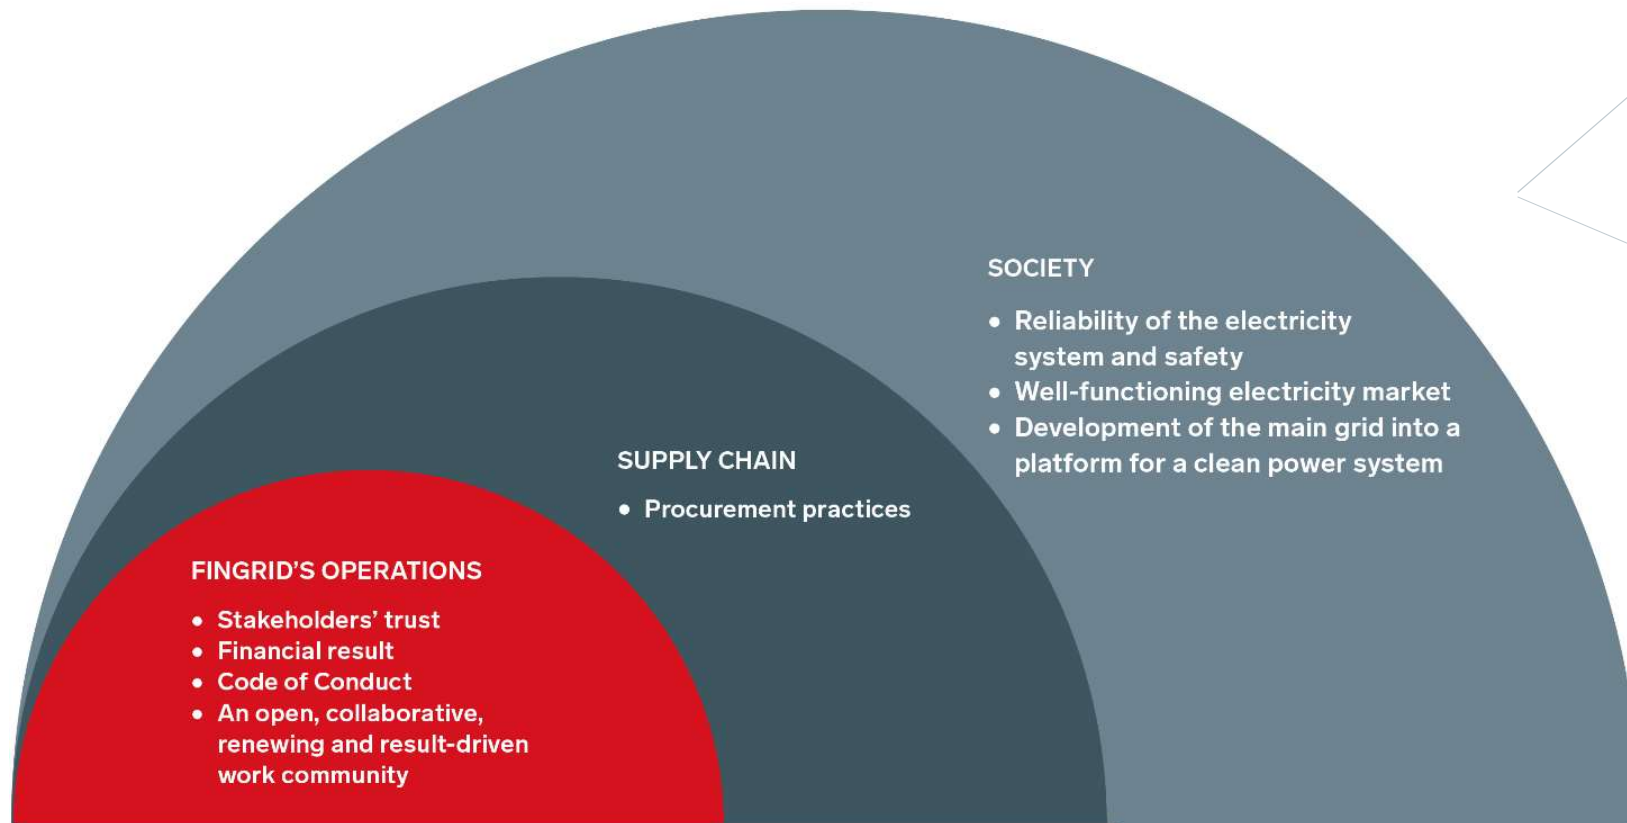 SOCIETY
• Reliability of the electricity
system and safety
• Well-functioning electricity market
• Development of the main grid into a
platform for a clean power system
SUPPLY CHAIN
• Procurement practices
FINGRID’S OPERATIONS
• Stakeholders’ trust
• Financial result
• Code of Conduct
• An open, collaborative,
renewing and result-driven
work community